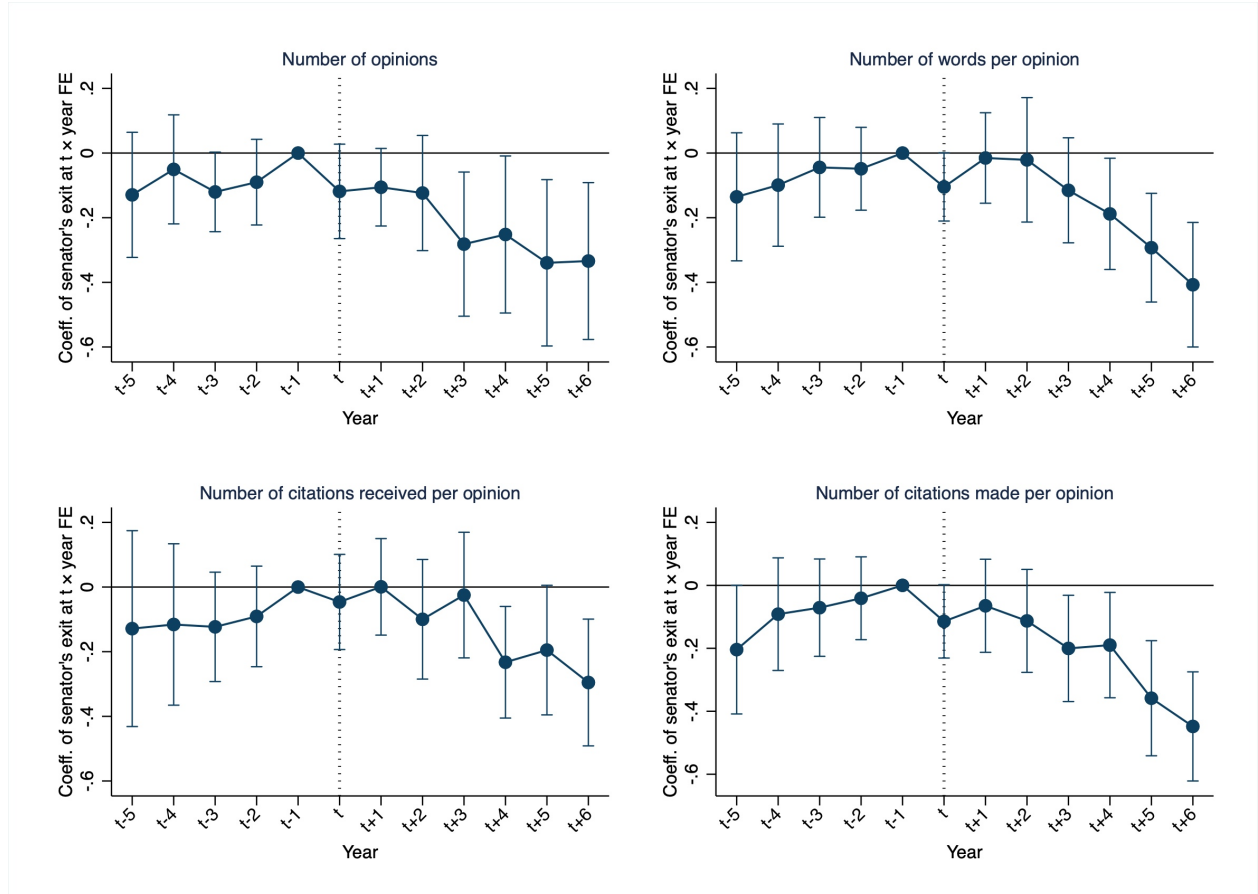 Number of opinions
Coeff. of senator's exit at t × year FE
.2
0
-.2
-.4
-.6
t-5 t-4 t-3 t-2 t-1 t t+1 t+2 t+3 t+4 t+5 t+6
Year
Number of words per opinion
Coeff. of senator's exit at t × year FE
.2
0
-.2
-.4
-.6
t-5 t-4 t-3 t-2 t-1 t t+1 t+2 t+3 t+4 t+5 t+6
Year
Number of citations received per opinion
Coeff. of senator's exit at t × year FE
.2
0
-.2
-.4
-.6
t-5 t-4 t-3 t-2 t-1 t t+1 t+2 t+3 t+4 t+5 t+6
Year
Number of citations made per opinion
Coeff. of senator's exit at t × year FE
.2
0
-.2
-.4
-.6
t-5 t-4 t-3 t-2 t-1 t t+1 t+2 t+3 t+4 t+5 t+6
Year